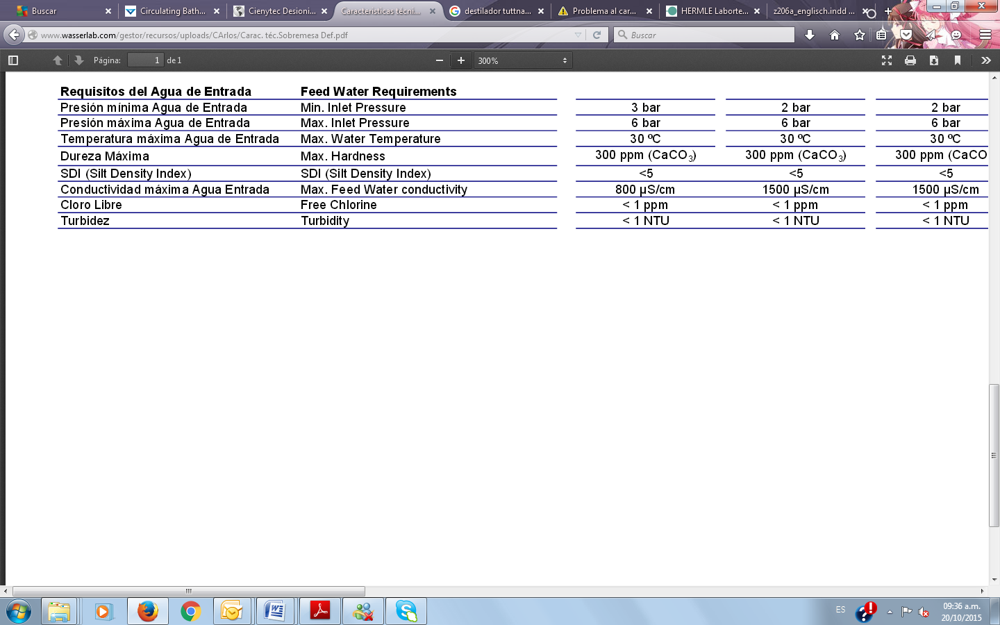 Buscar
Circulating Bath...
Cienytec Desioni...
Características técni...
destilador tuttna...
Problema al car...
HERMLE Laborte...
z206a_englisch.indd ...
www.wasserlab.com/gestor/recursos/uploads/CArlos/Carac. téc.Sobremesa Def.pdf
Buscar
Página: 1 de 1
300%
Requisitos del Agua de Entrada Feed Water Requirements
Presión mínima Agua de Entrada Min. Inlet Pressure 3 bar 2 bar 2 bar
Presión máxima Agua de Entrada Max. Inlet Pressure 6 bar 6 bar 6 bar
Temperatura máxima Agua de Entrada Max. Water Temperature 30 ºC 30 ºC 30 ºC
Dureza Máxima Max. Hardness 300 ppm (CaCO3) 300 ppm (CaCO3) 300 ppm (CaCO
SDI (Silt Density Index) SDI (Silt Density Index) <5 <5 <5
Conductividad máxima Agua Entrada Max. Feed Water conductivity 800 µS/cm 1500 µS/cm 1500 µS/cm
Cloro Libre Free Chlorine < 1 ppm < 1 ppm < 1 ppm
Turbidez Turbidity < 1 NTU < 1 NTU < 1 NTU
ES
09:36 a.m.
20/10/2015